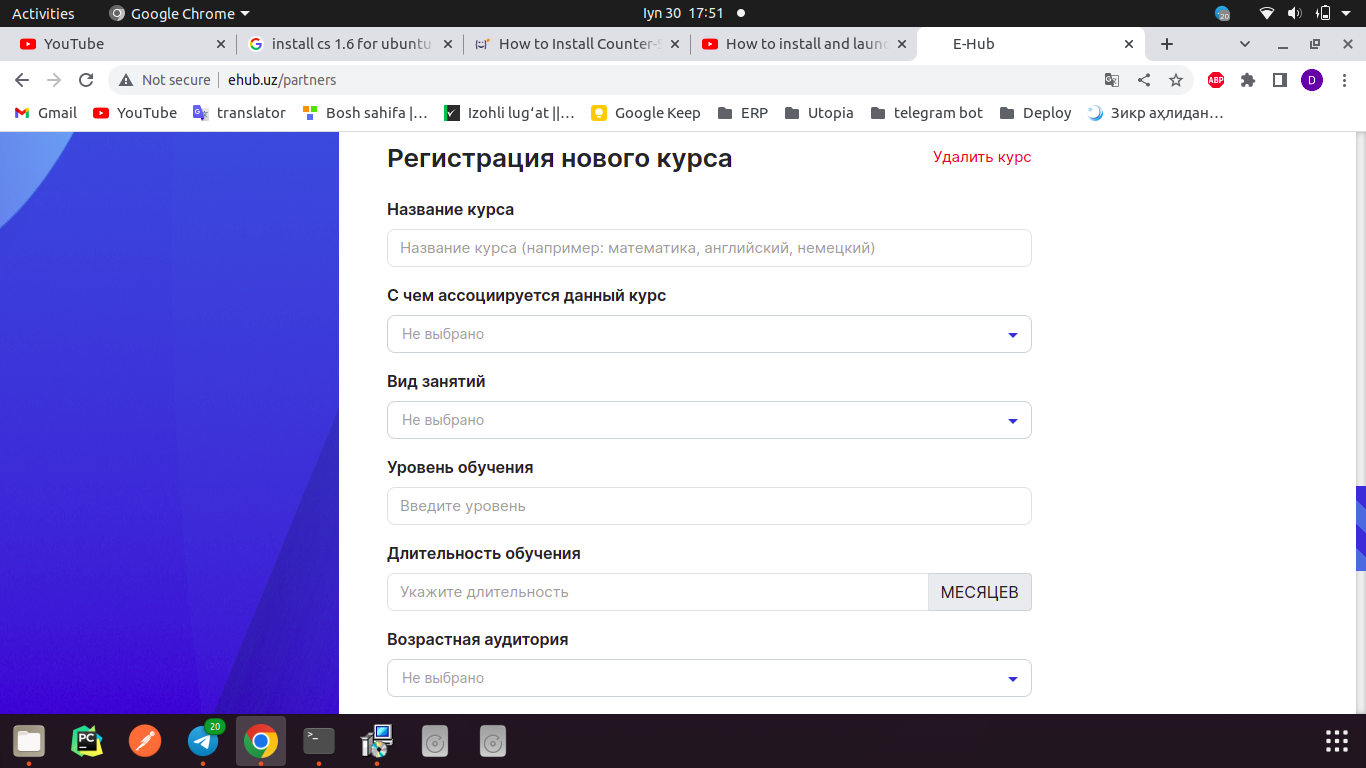 Activities
Google Chrome
Iyn 30 17:51
20
YouTube
install cs 1.6 for ubuntu
How to Install Counter-S
How to install and launc
E-Hub
Not secure
ehub.uz/partners
ABP
D
Gmail
YouTube
translator
Bosh sahifa |...
Izohli lugʻat ||...
Google Keep
ERP
Utopia
telegram bot
Deploy
Зикр аҳлидан...
Регистрация нового курса
Удалить курс
Название курса
Название курса (например: математика, английский, немецкий)
С чем ассоциируется данный курс
Не выбрано
Вид занятий
Не выбрано
Уровень обучения
Введите уровень
Длительность обучения
Укажите длительность
МЕСЯЦЕВ
Возрастная аудитория
Не выбрано
PC
20
>_